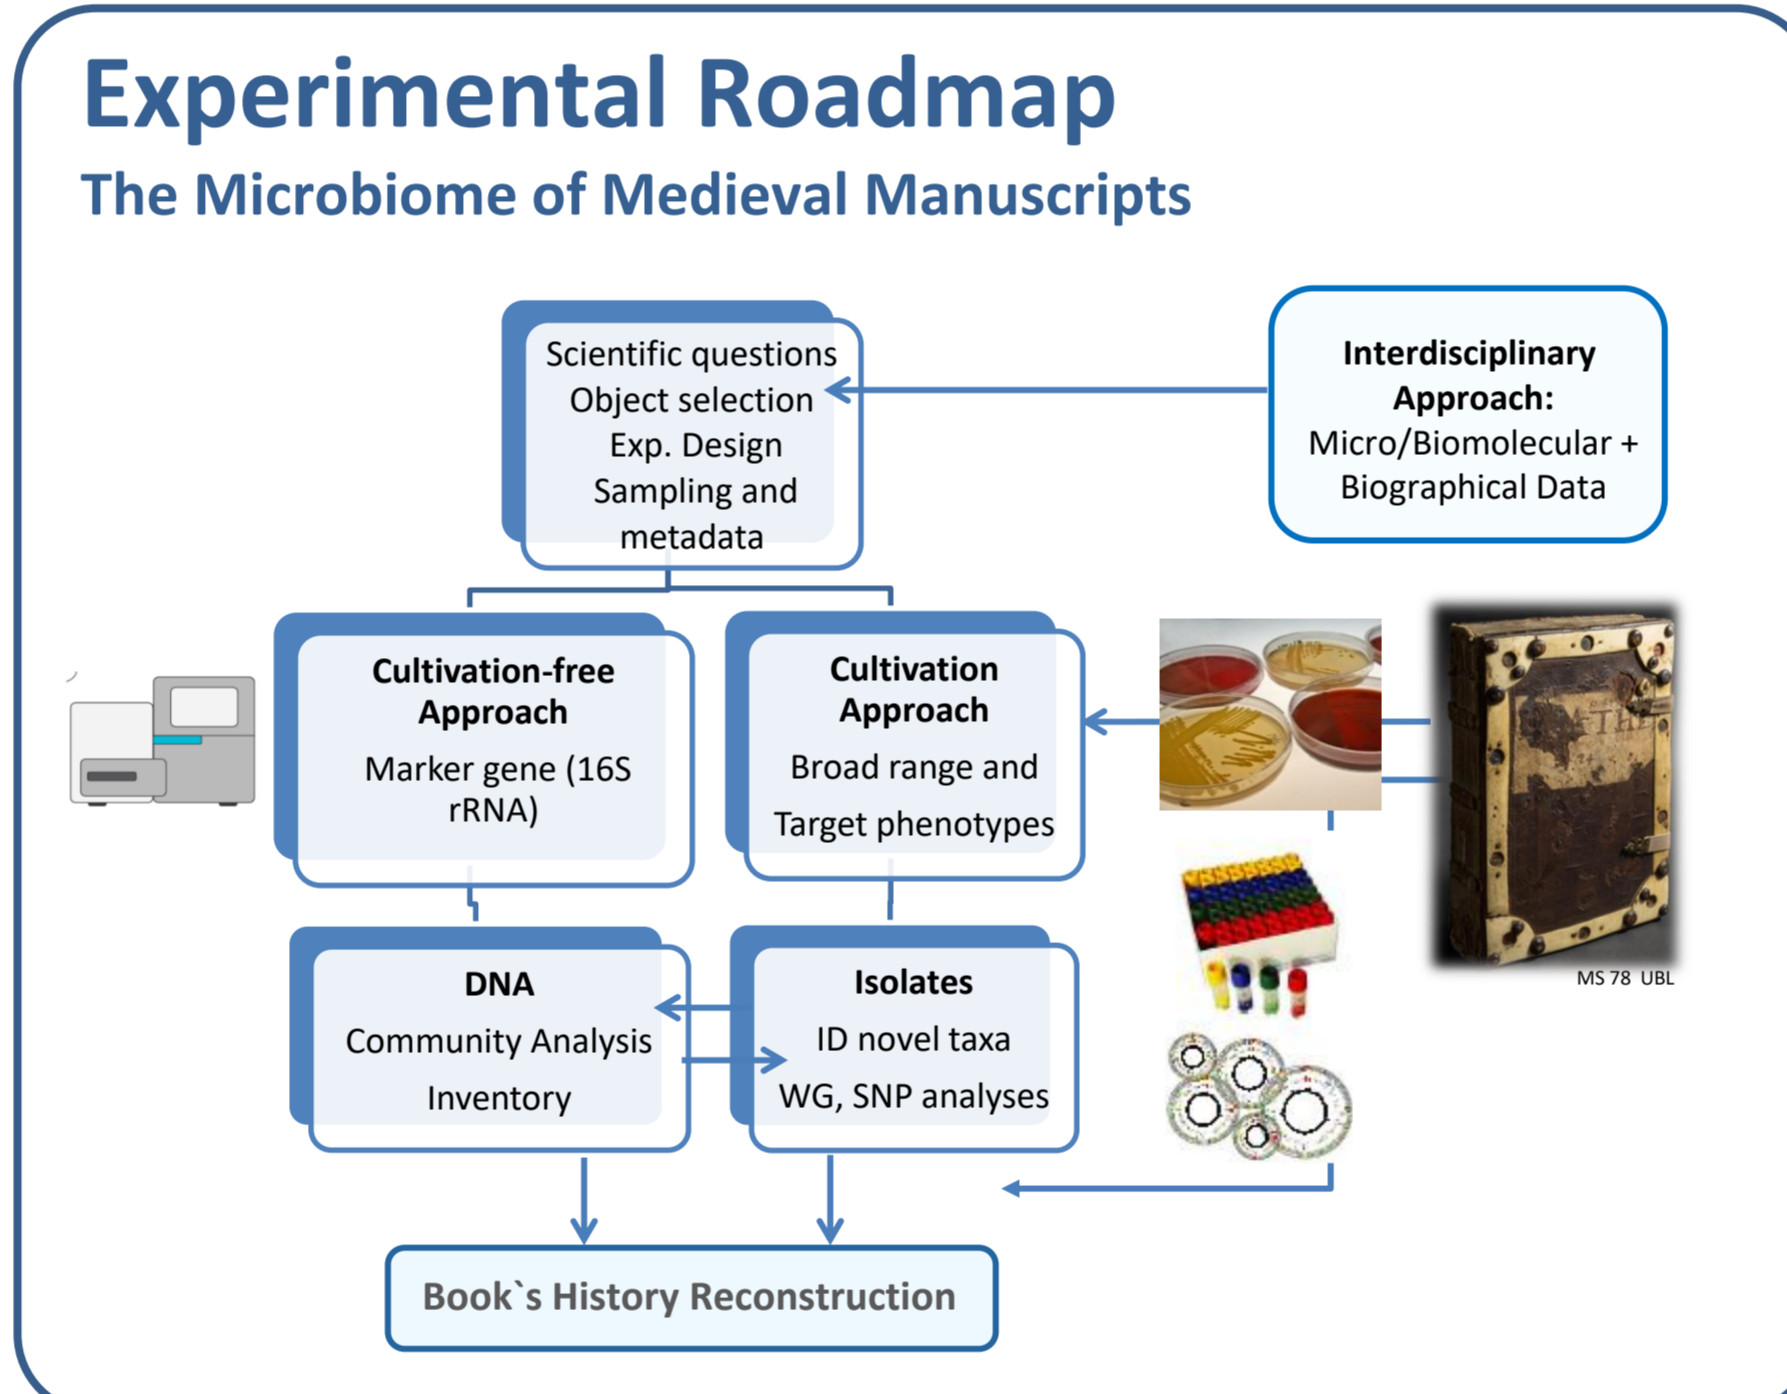 Experimental Roadmap
The Microbiome of Medieval Manuscripts
Scientific questions
Object selection
Exp. Design
Sampling and
metadata
Interdisciplinary
Approach:
Micro/Biomolecular +
Biographical Data
Cultivation-free
Approach
Marker gene (16S
rRNA)
Cultivation
Approach
Broad range and
Target phenotypes
DNA
Community Analysis
Inventory
Isolates
ID novel taxa
WG, SNP analyses
MS 78 UBL
Book`s History Reconstruction